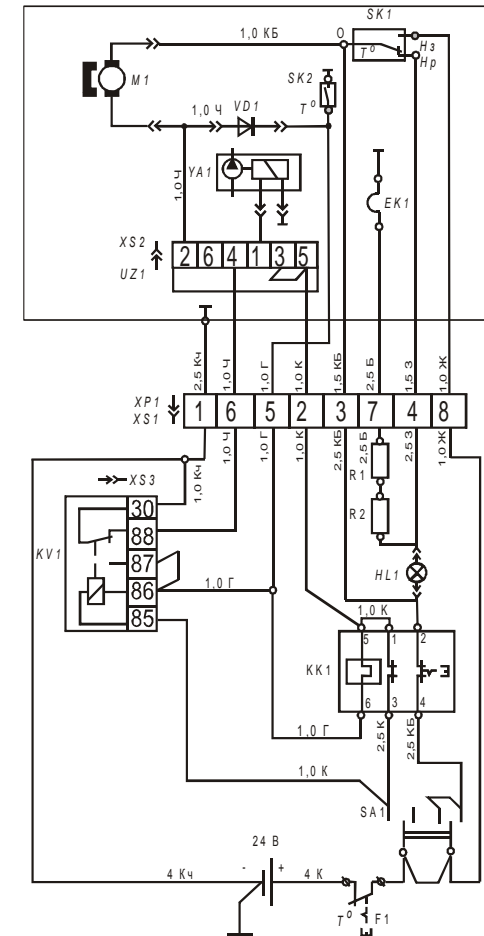 SK1
1,0 КБ
О
Нз
T°
Нр
M1
SK2
1,0 Ч
VD1
T°
YA1
1,0 Ч
EK1
XS2
UZ1
2 6 4 1 3 5
2,5 Кч
1,0 Ч
1,0 Г
1,0 К
1,5 КБ
2,5 Б
1,5 З
1,0 Ж
XP1
XS1
1 6 5 2 3 7 4 8
1,0 Кч
1,0 Ч
1,0 Г
1,0 К
2,5 КБ
2,5 Б
2,5 З
1,0 Ж
XS3
R1
R2
KV1
30
88
87
86
85
1,0 Г
HL1
1,0 К
5 1 2
KK1
6 3 4
1,0 Г
2,5 К
2,5 КБ
1,0 К
SA1
24 В
- +
4 Кч
4 К
T°
F1